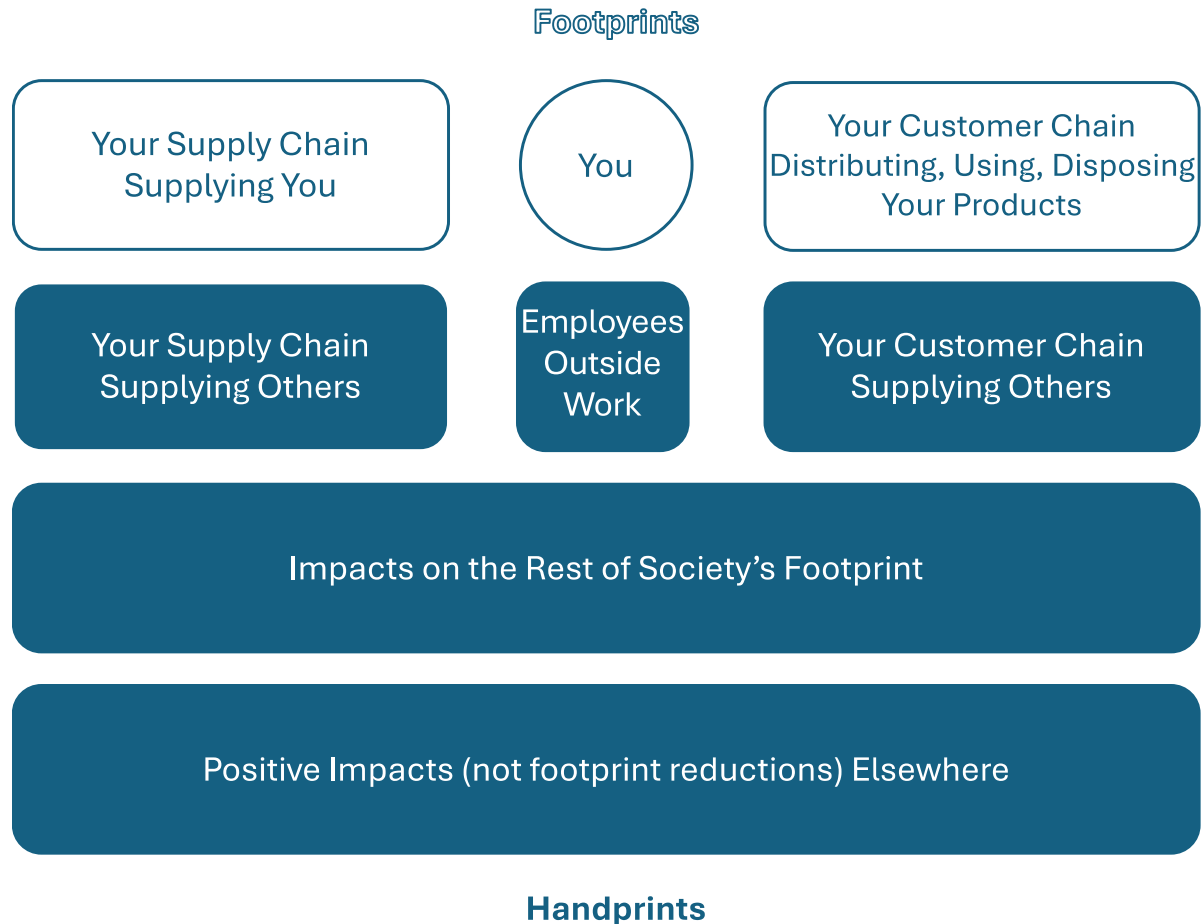 Footprints
Your Supply Chain
Supplying You
You
Your Customer Chain
Distributing, Using, Disposing
Your Products
Your Supply Chain
Supplying Others
Employees
Outside
Work
Your Customer Chain
Supplying Others
Impacts on the Rest of Society’s Footprint
Positive Impacts (not footprint reductions) Elsewhere
Handprints